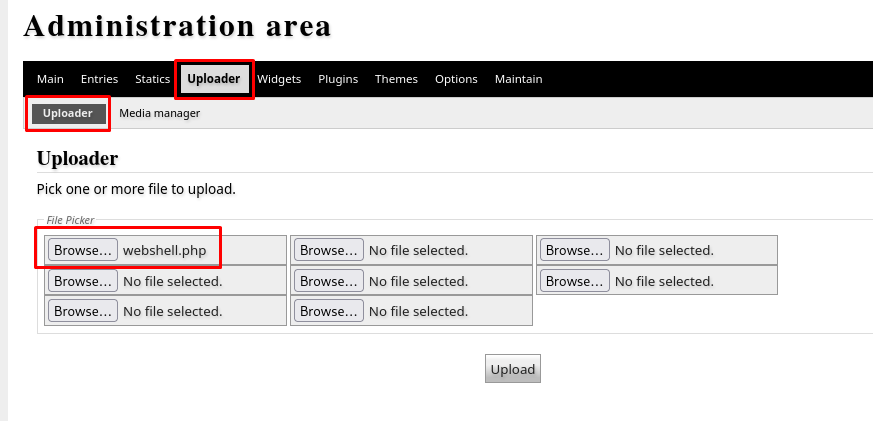 Administration area
Main Entries Statics Uploader Widgets Plugins Themes Options Maintain
Uploader Media manager
Uploader
Pick one or more file to upload.
File Picker
Browse... webshell.php Browse... No file selected. Browse... No file selected.
Browse... No file selected. Browse... No file selected. Browse... No file selected.
Browse... No file selected. Browse... No file selected.
Upload